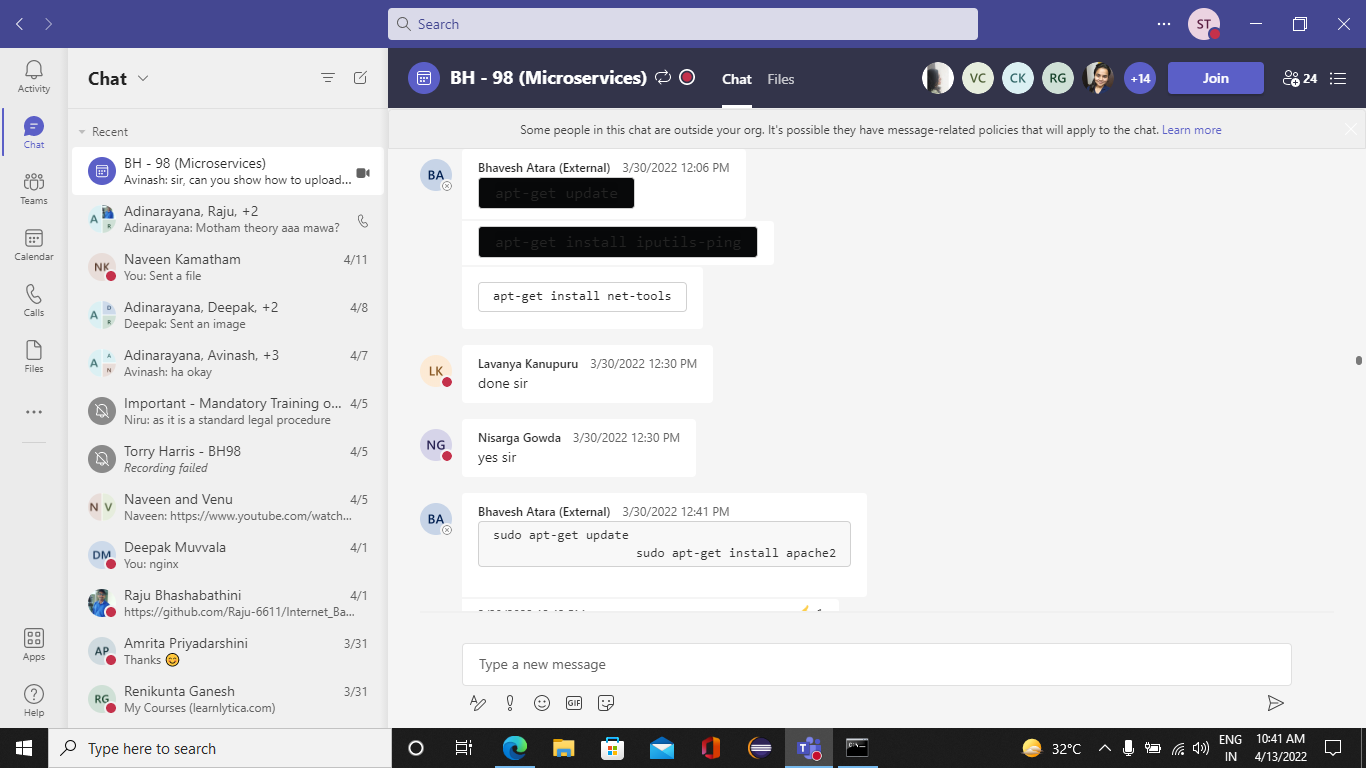 Search
ST
Activity
Chat
Teams
Calendar
Calls
Files
Apps
Help
Chat
Recent
BH - 98 (Microservices)
Avinash: sir, can you show how to upload...
A
R
Adinarayana, Raju, +2
Adinarayana: Motham theory aaa mawa?
NK
Naveen Kamatham
4/11
You: Sent a file
A
D
R
Adinarayana, Deepak, +2
4/8
Deepak: Sent an image
A
A
N
Adinarayana, Avinash, +3
4/7
Avinash: ha okay
Important - Mandatory Training o...
4/5
Niru: as it is a standard legal procedure
Torry Harris - BH98
4/5
Recording failed
N V
Naveen and Venu
4/5
Naveen: https://www.youtube.com/watch...
DM
Deepak Muvvala
4/1
You: nginx
Raju Bhashabathini
4/1
https://github.com/Raju-6611/Internet_Ba...
AP
Amrita Priyadarshini
3/31
Thanks 😊
RG
Renikunta Ganesh
3/31
My Courses (learnlytica.com)
BH - 98 (Microservices)
Chat
Files
VC
CK
RG
+14
Join
24
Some people in this chat are outside your org. It's possible they have message-related policies that will apply to the chat. Learn more
BA
Bhavesh Atara (External) 3/30/2022 12:06 PM
apt-get update
apt-get install iputils-ping
apt-get install net-tools
LK
Lavanya Kanupuru 3/30/2022 12:30 PM
done sir
NG
Nisarga Gowda 3/30/2022 12:30 PM
yes sir
BA
Bhavesh Atara (External) 3/30/2022 12:41 PM
sudo apt-get update
sudo apt-get install apache2
Type a new message
GIF
Type here to search
32°C
ENG
IN
10:41 AM
4/13/2022